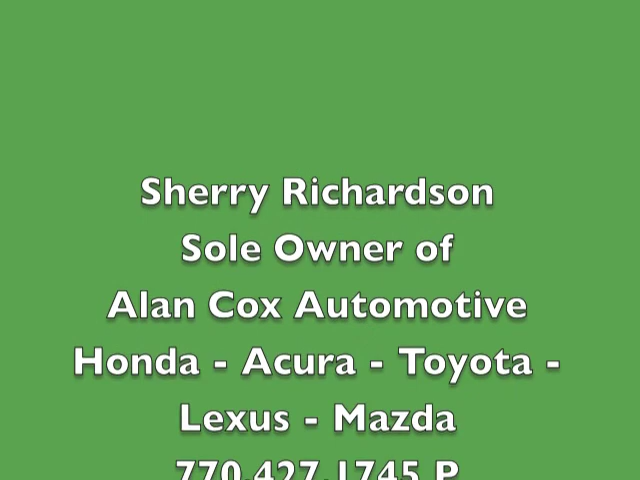 Sherry Richardson
Sole Owner of
Alan Cox Automotive
Honda - Acura - Toyota -
Lexus - Mazda
770.427.1745 P